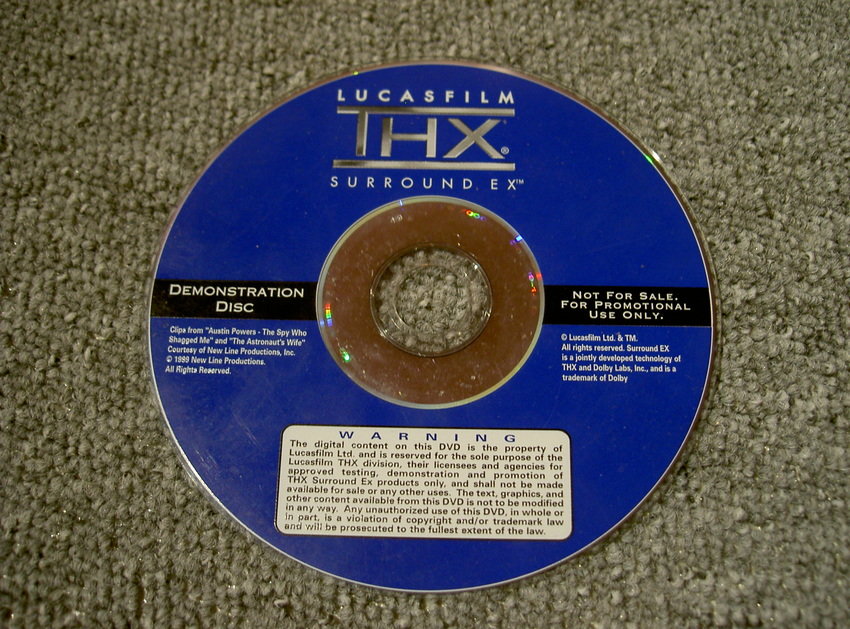 LUCASFILM
THX®
SURROUND EX™
DEMONSTRATION
DISC
NOT FOR SALE.
FOR PROMOTIONAL
USE ONLY.
Clips from "Austin Powers - The Spy Who
Shagged Me" and "The Astronaut's Wife"
Courtesy of New Line Productions, Inc.
© 1999 New Line Productions.
All Rights Reserved.
© Lucasfilm Ltd. & TM.
All rights reserved. Surround EX
is a jointly developed technology of
THX and Dolby Labs, Inc., and is a
trademark of Dolby
WARNING
The digital content on this DVD is the property of
Lucasfilm Ltd. and is reserved for the sole purpose of the
Lucasfilm THX division, their licensees and agencies for
approved testing, demonstration and promotion of
THX Surround Ex products only, and shall not be made
available for sale or any other uses. The text, graphics, and
other content available from this DVD is not to be modified
in any way. Any unauthorized use of this DVD, in whole or
in part, is a violation of copyright and/or trademark law
and will be prosecuted to the fullest extent of the law.